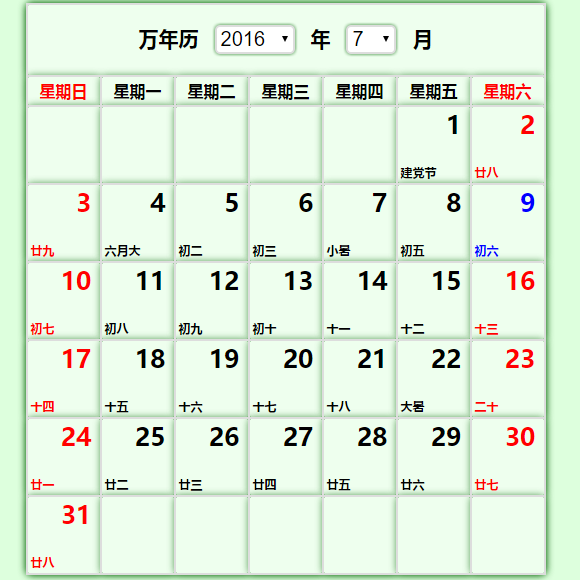 万年历 2016 年 7 月
星期日 星期一 星期二 星期三 星期四 星期五 星期六
1 2
建党节 廿八
3 4 5 6 7 8 9
廿九 六月大 初二 初三 小暑 初五 初六
10 11 12 13 14 15 16
初七 初八 初九 初十 十一 十二 十三
17 18 19 20 21 22 23
十四 十五 十六 十七 十八 大暑 二十
24 25 26 27 28 29 30
廿一 廿二 廿三 廿四 廿五 廿六 廿七
31
廿八